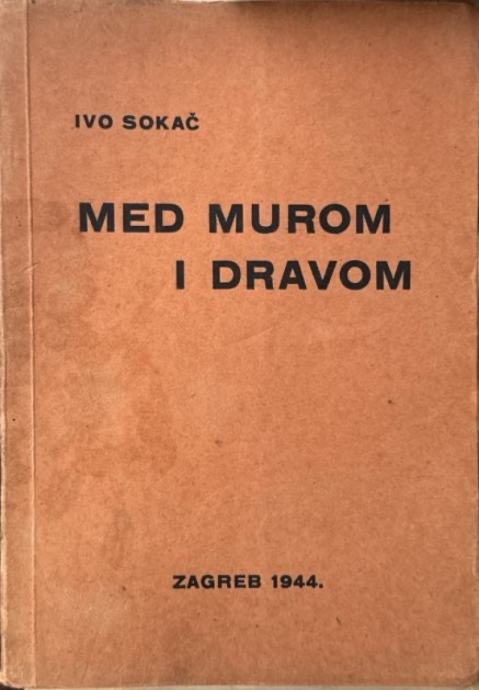 IVO SOKAČ
MED MUROM
I DRAVOM
ZAGREB 1944.